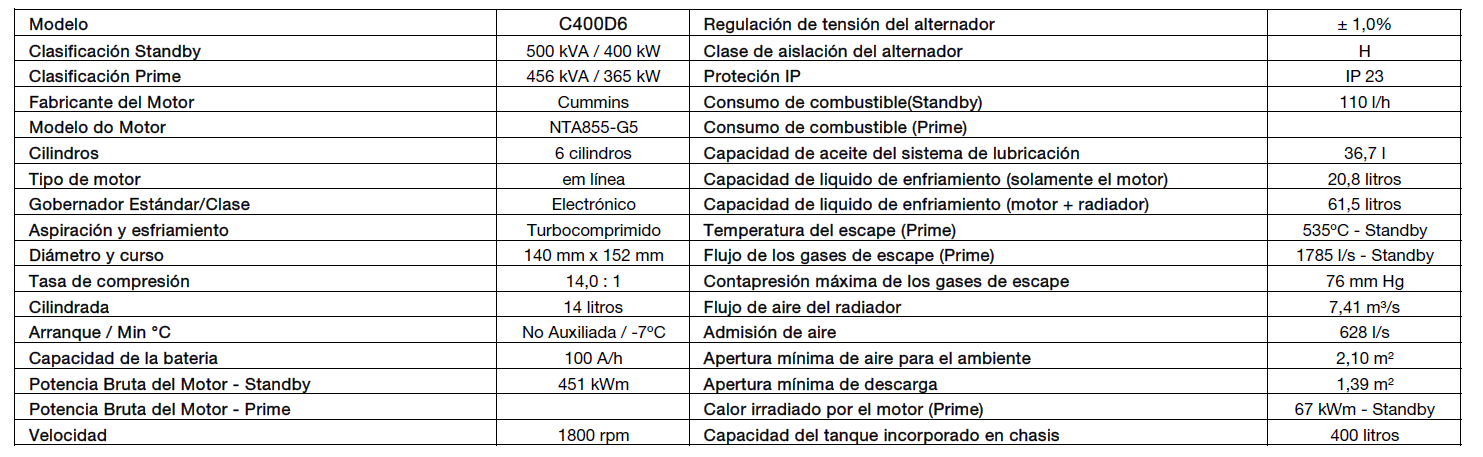 Modelo C400D6 Regulación de tensión del alternador ± 1,0%
Clasificación Standby 500 kVA / 400 kW Clase de aislación del alternador H
Clasificación Prime 456 kVA / 365 kW Proteción IP IP 23
Fabricante del Motor Cummins Consumo de combustible(Standby) 110 l/h
Modelo do Motor NTA855-G5 Consumo de combustible (Prime)
Cilindros 6 cilindros Capacidad de aceite del sistema de lubricación 36,7 l
Tipo de motor em línea Capacidad de liquido de enfriamiento (solamente el motor) 20,8 litros
Gobernador Estándar/Clase Electrónico Capacidad de liquido de enfriamiento (motor + radiador) 61,5 litros
Aspiración y esfriamiento Turbocomprimido Temperatura del escape (Prime) 535ºC - Standby
Diámetro y curso 140 mm x 152 mm Flujo de los gases de escape (Prime) 1785 l/s - Standby
Tasa de compresión 14,0 : 1 Contapresión máxima de los gases de escape 76 mm Hg
Cilindrada 14 litros Flujo de aire del radiador 7,41 m³/s
Arranque / Min °C No Auxiliada / -7ºC Admisión de aire 628 l/s
Capacidad de la bateria 100 A/h Apertura mínima de aire para el ambiente 2,10 m²
Potencia Bruta del Motor - Standby 451 kWm Apertura mínima de descarga 1,39 m²
Potencia Bruta del Motor - Prime Calor irradiado por el motor (Prime) 67 kWm - Standby
Velocidad 1800 rpm Capacidad del tanque incorporado en chasis 400 litros